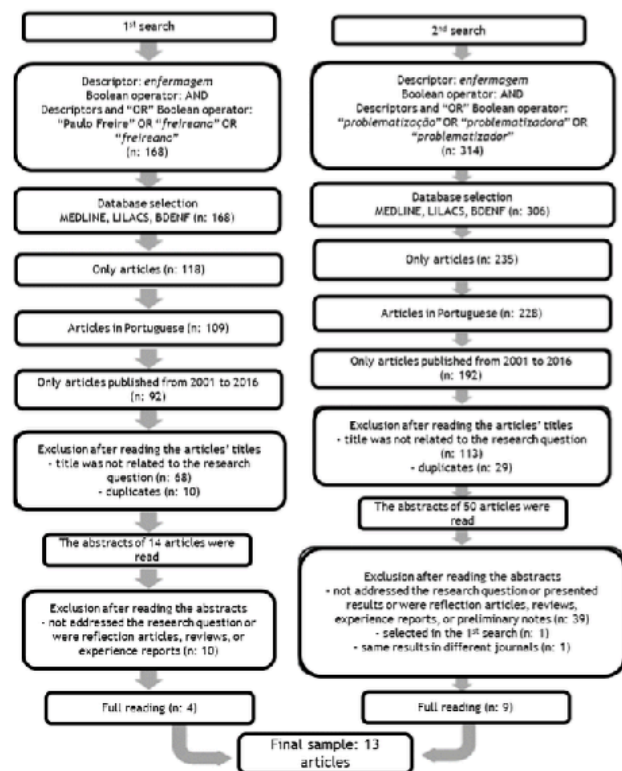 1st search
Descriptor: enfermagem
Boolean operator: AND
Descriptors and "OR" Boolean operator:
"Paulo Freire" OR "freireana" OR
"freireano"
(n: 168)
Database selection
MEDLINE, LILACS, BDENF (n: 168)
Only articles (n: 118)
Articles in Portuguese (n: 109)
Only articles published from 2001 to 2016
(n: 92)
Exclusion after reading the articles' titles
- title was not related to the research
question (n: 68)
- duplicates (n: 10)
The abstracts of 14 articles were
read
Exclusion after reading the abstracts
- not addressed the research question or
were reflection articles, reviews, or
experience reports (n: 10)
Full reading (n: 4)
2nd search
Descriptor: enfermagem
Boolean operator: AND
Descriptors and "OR" Boolean operator:
"problematização" OR "problematizadora" OR
"problematizador"
(n: 314)
Database selection
MEDLINE, LILACS, BDENF (n: 306)
Only articles (n: 235)
Articles in Portuguese (n: 228)
Only articles published from 2001 to 2016
(n: 192)
Exclusion after reading the articles' titles
- title was not related to the research question
(n: 113)
- duplicates (n: 29)
The abstracts of 50 articles were
read
Exclusion after reading the abstracts
- not addressed the research question or presented
results or were reflection articles, reviews,
experience reports, or preliminary notes (n: 39)
- selected in the 1st search (n: 1)
- same results in different journals (n: 1)
Full reading (n: 9)
Final sample: 13
articles